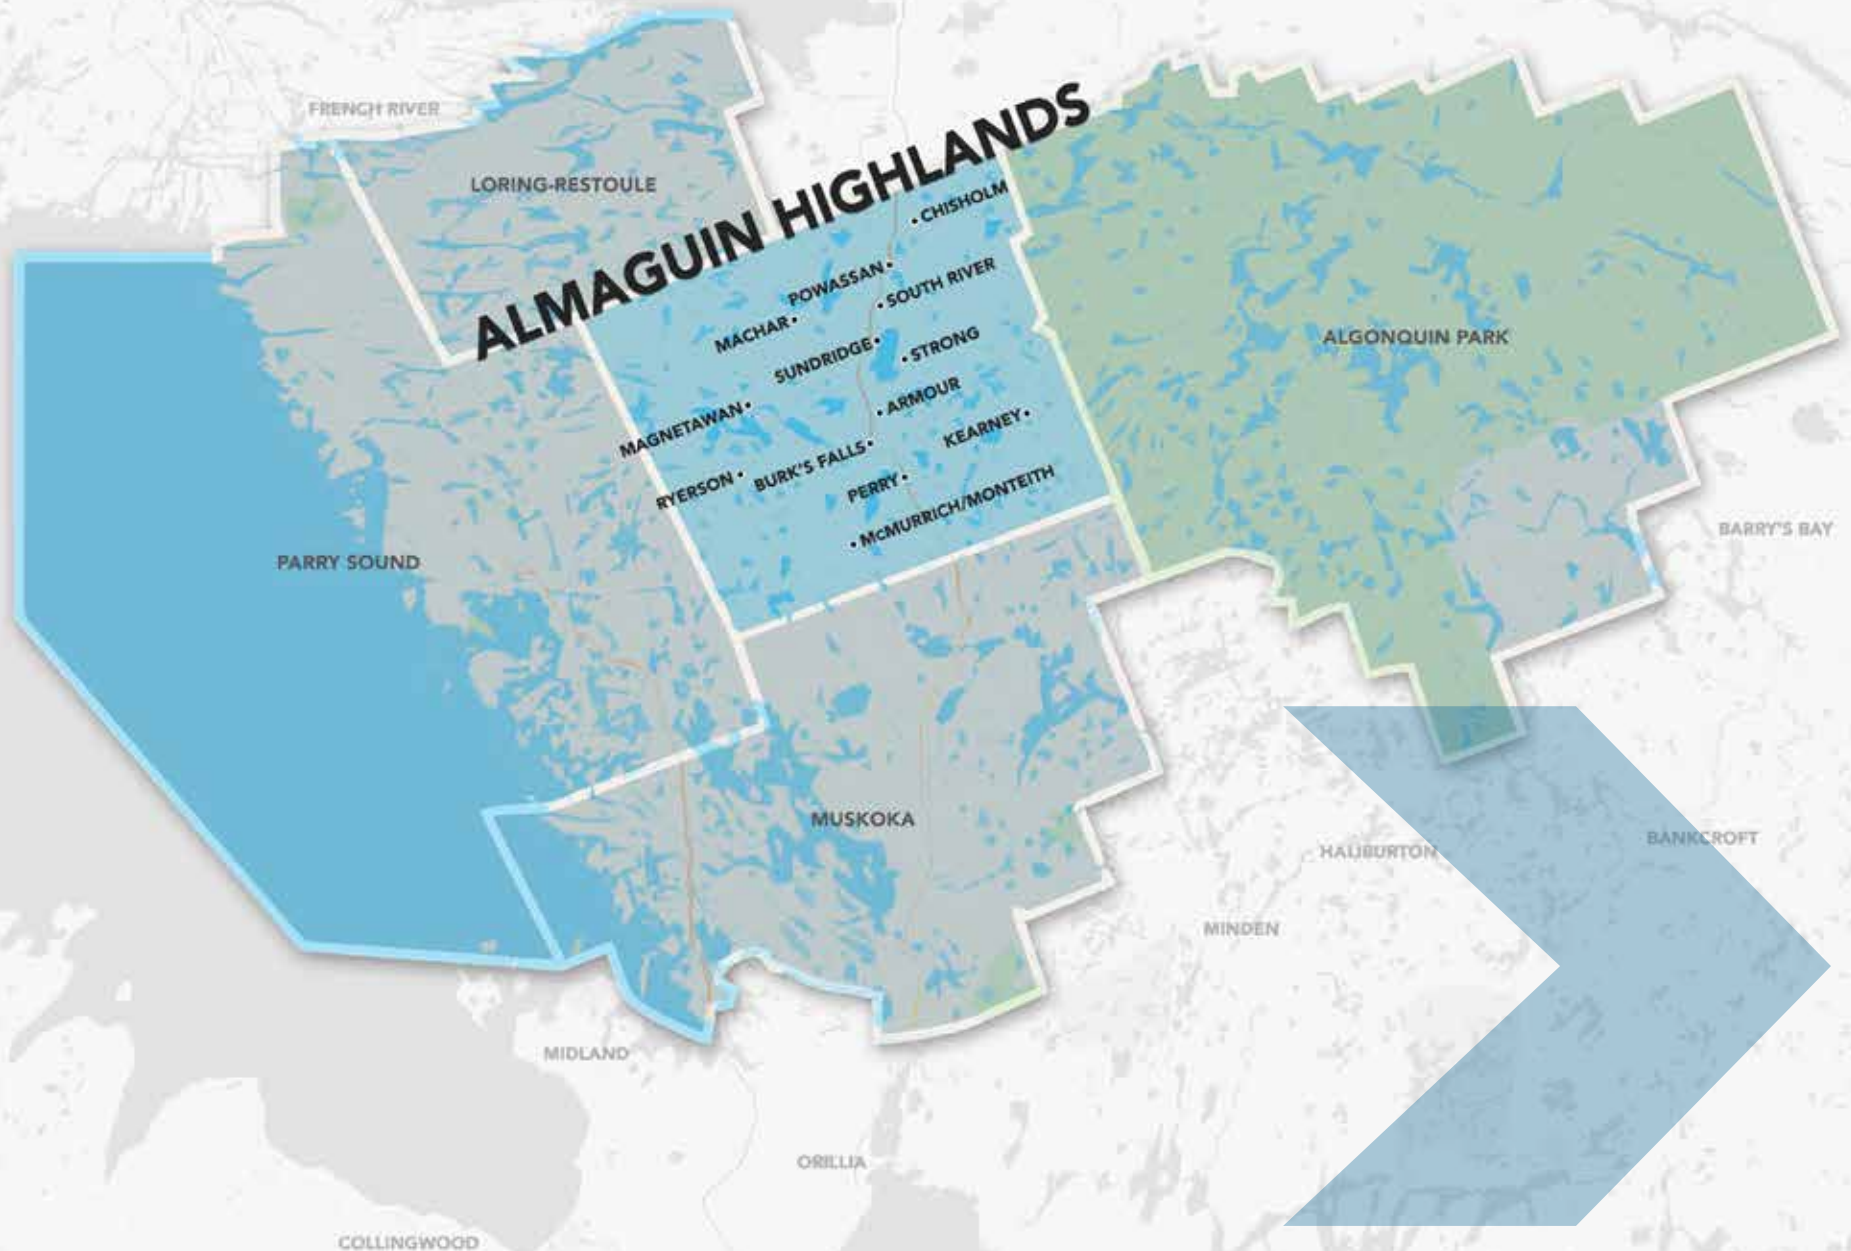 FRENCH RIVER
LORING-RESTOULE
ALMAGUIN HIGHLANDS
• CHISHOLM
POWASSAN •
• SOUTH RIVER
MACHAR •
SUNDRIDGE •
• STRONG
MAGNETAWAN •
• ARMOUR
KEARNEY •
RYERSON •
BURK'S FALLS •
PERRY •
• McMURRICH/MONTEITH
ALGONQUIN PARK
BARRY'S BAY
PARRY SOUND
MUSKOKA
HALIBURTON
BANKCROFT
MINDEN
MIDLAND
ORILLIA
COLLINGWOOD